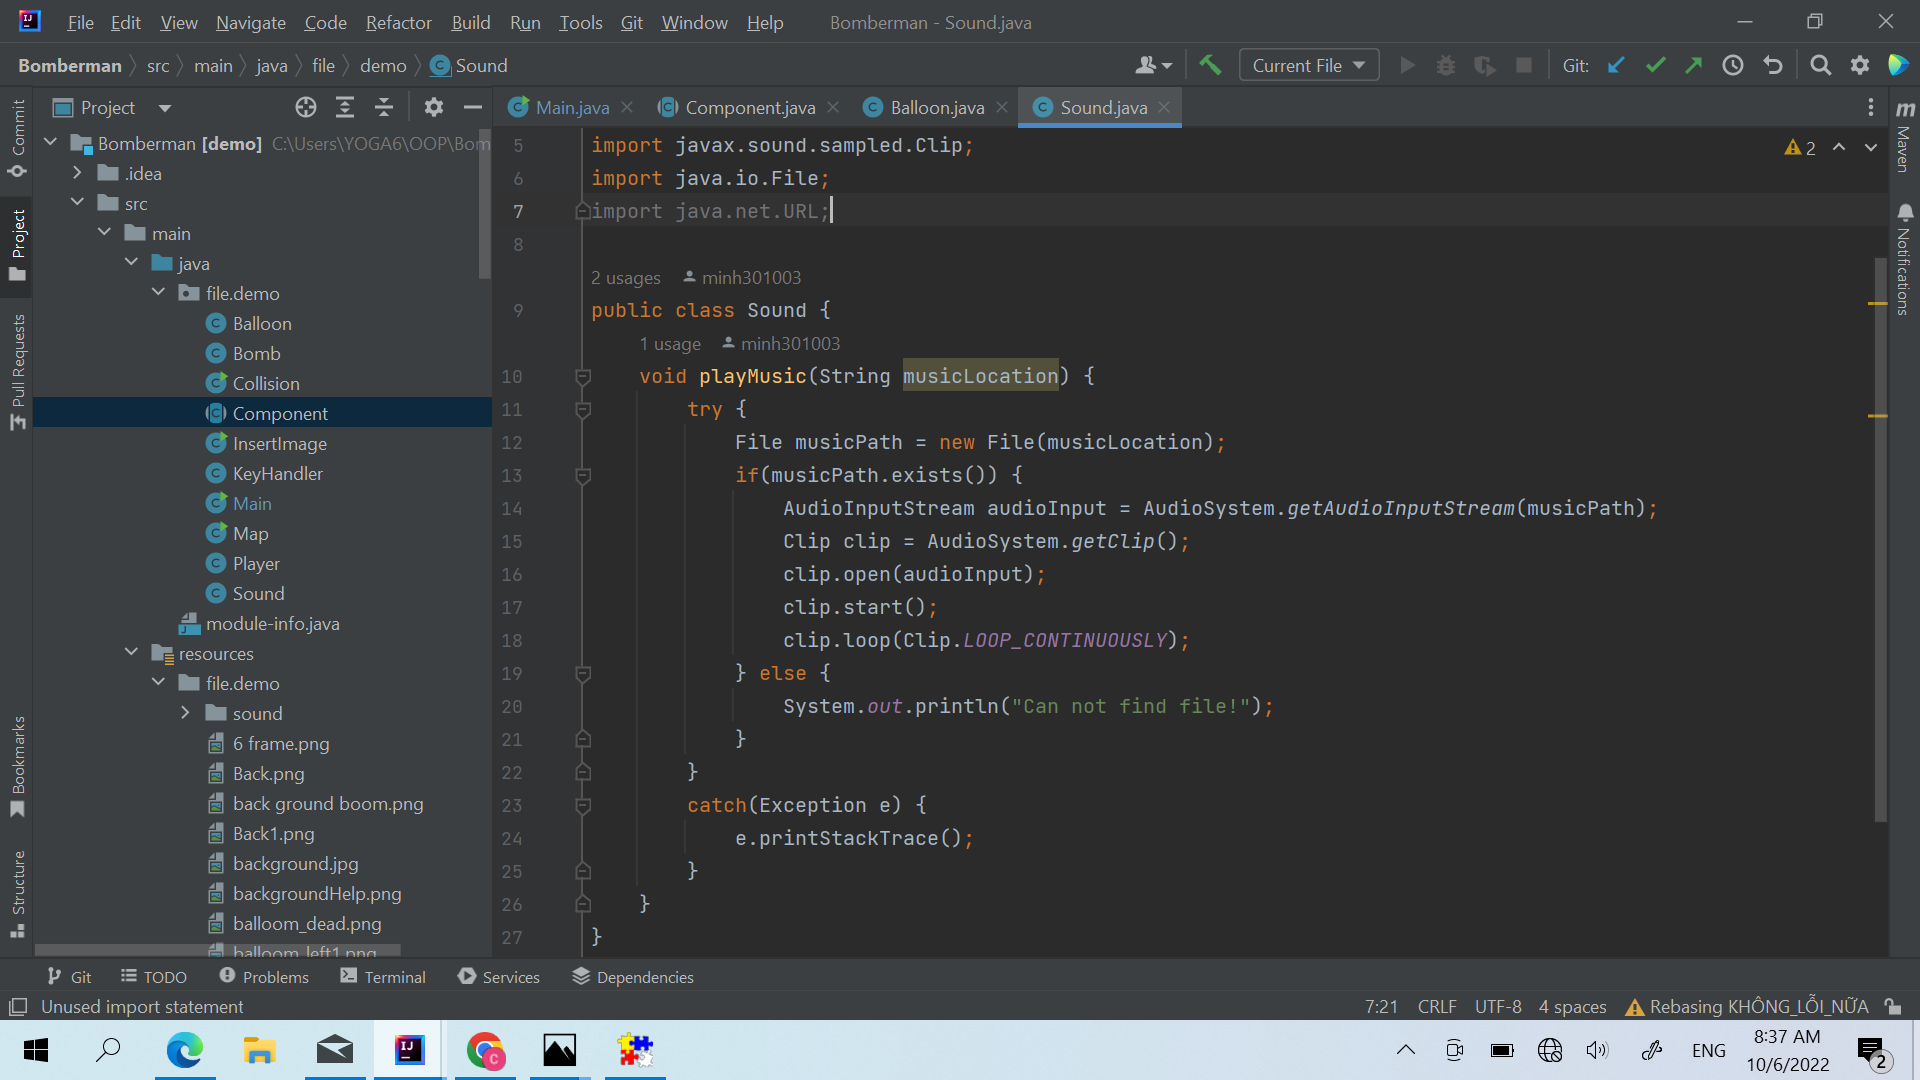 File Edit View Navigate Code Refactor Build Run Tools Git Window Help Bomberman - Sound.java
Bomberman src main java file demo Sound Current File Git:
Project Main.java Component.java Balloon.java Sound.java
Bomberman [demo] C:\Users\YOGA6\OOP\Bom
.idea
src
main
java
file.demo
Balloon
Bomb
Collision
Component
InsertImage
KeyHandler
Main
Map
Player
Sound
module-info.java
resources
file.demo
sound
6 frame.png
Back.png
back ground boom.png
Back1.png
background.jpg
backgroundHelp.png
balloom_dead.png
balloom_left1.png
Commit
Project
Pull Requests
Bookmarks
Structure
5 import javax.sound.sampled.Clip;
6 import java.io.File;
7 import java.net.URL;
8
2 usages minh301003
9 public class Sound {
1 usage minh301003
10 void playMusic(String musicLocation) {
11 try {
12 File musicPath = new File(musicLocation);
13 if(musicPath.exists()) {
14 AudioInputStream audioInput = AudioSystem.getAudioInputStream(musicPath);
15 Clip clip = AudioSystem.getClip();
16 clip.open(audioInput);
17 clip.start();
18 clip.loop(Clip.LOOP_CONTINUOUSLY);
19 } else {
20 System.out.println("Can not find file!");
21 }
22 }
23 catch(Exception e) {
24 e.printStackTrace();
25 }
26 }
27 }
2
Maven
Notifications
Git TODO Problems Terminal Services Dependencies
Unused import statement 7:21 CRLF UTF-8 4 spaces Rebasing KHÔNG_LỖI_NỮA
ENG 8:37 AM
10/6/2022
2